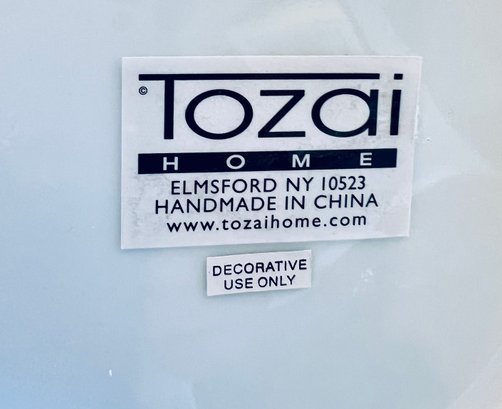 © Tozai
HOME
ELMSFORD NY 10523
HANDMADE IN CHINA
www.tozaihome.com
DECORATIVE
USE ONLY